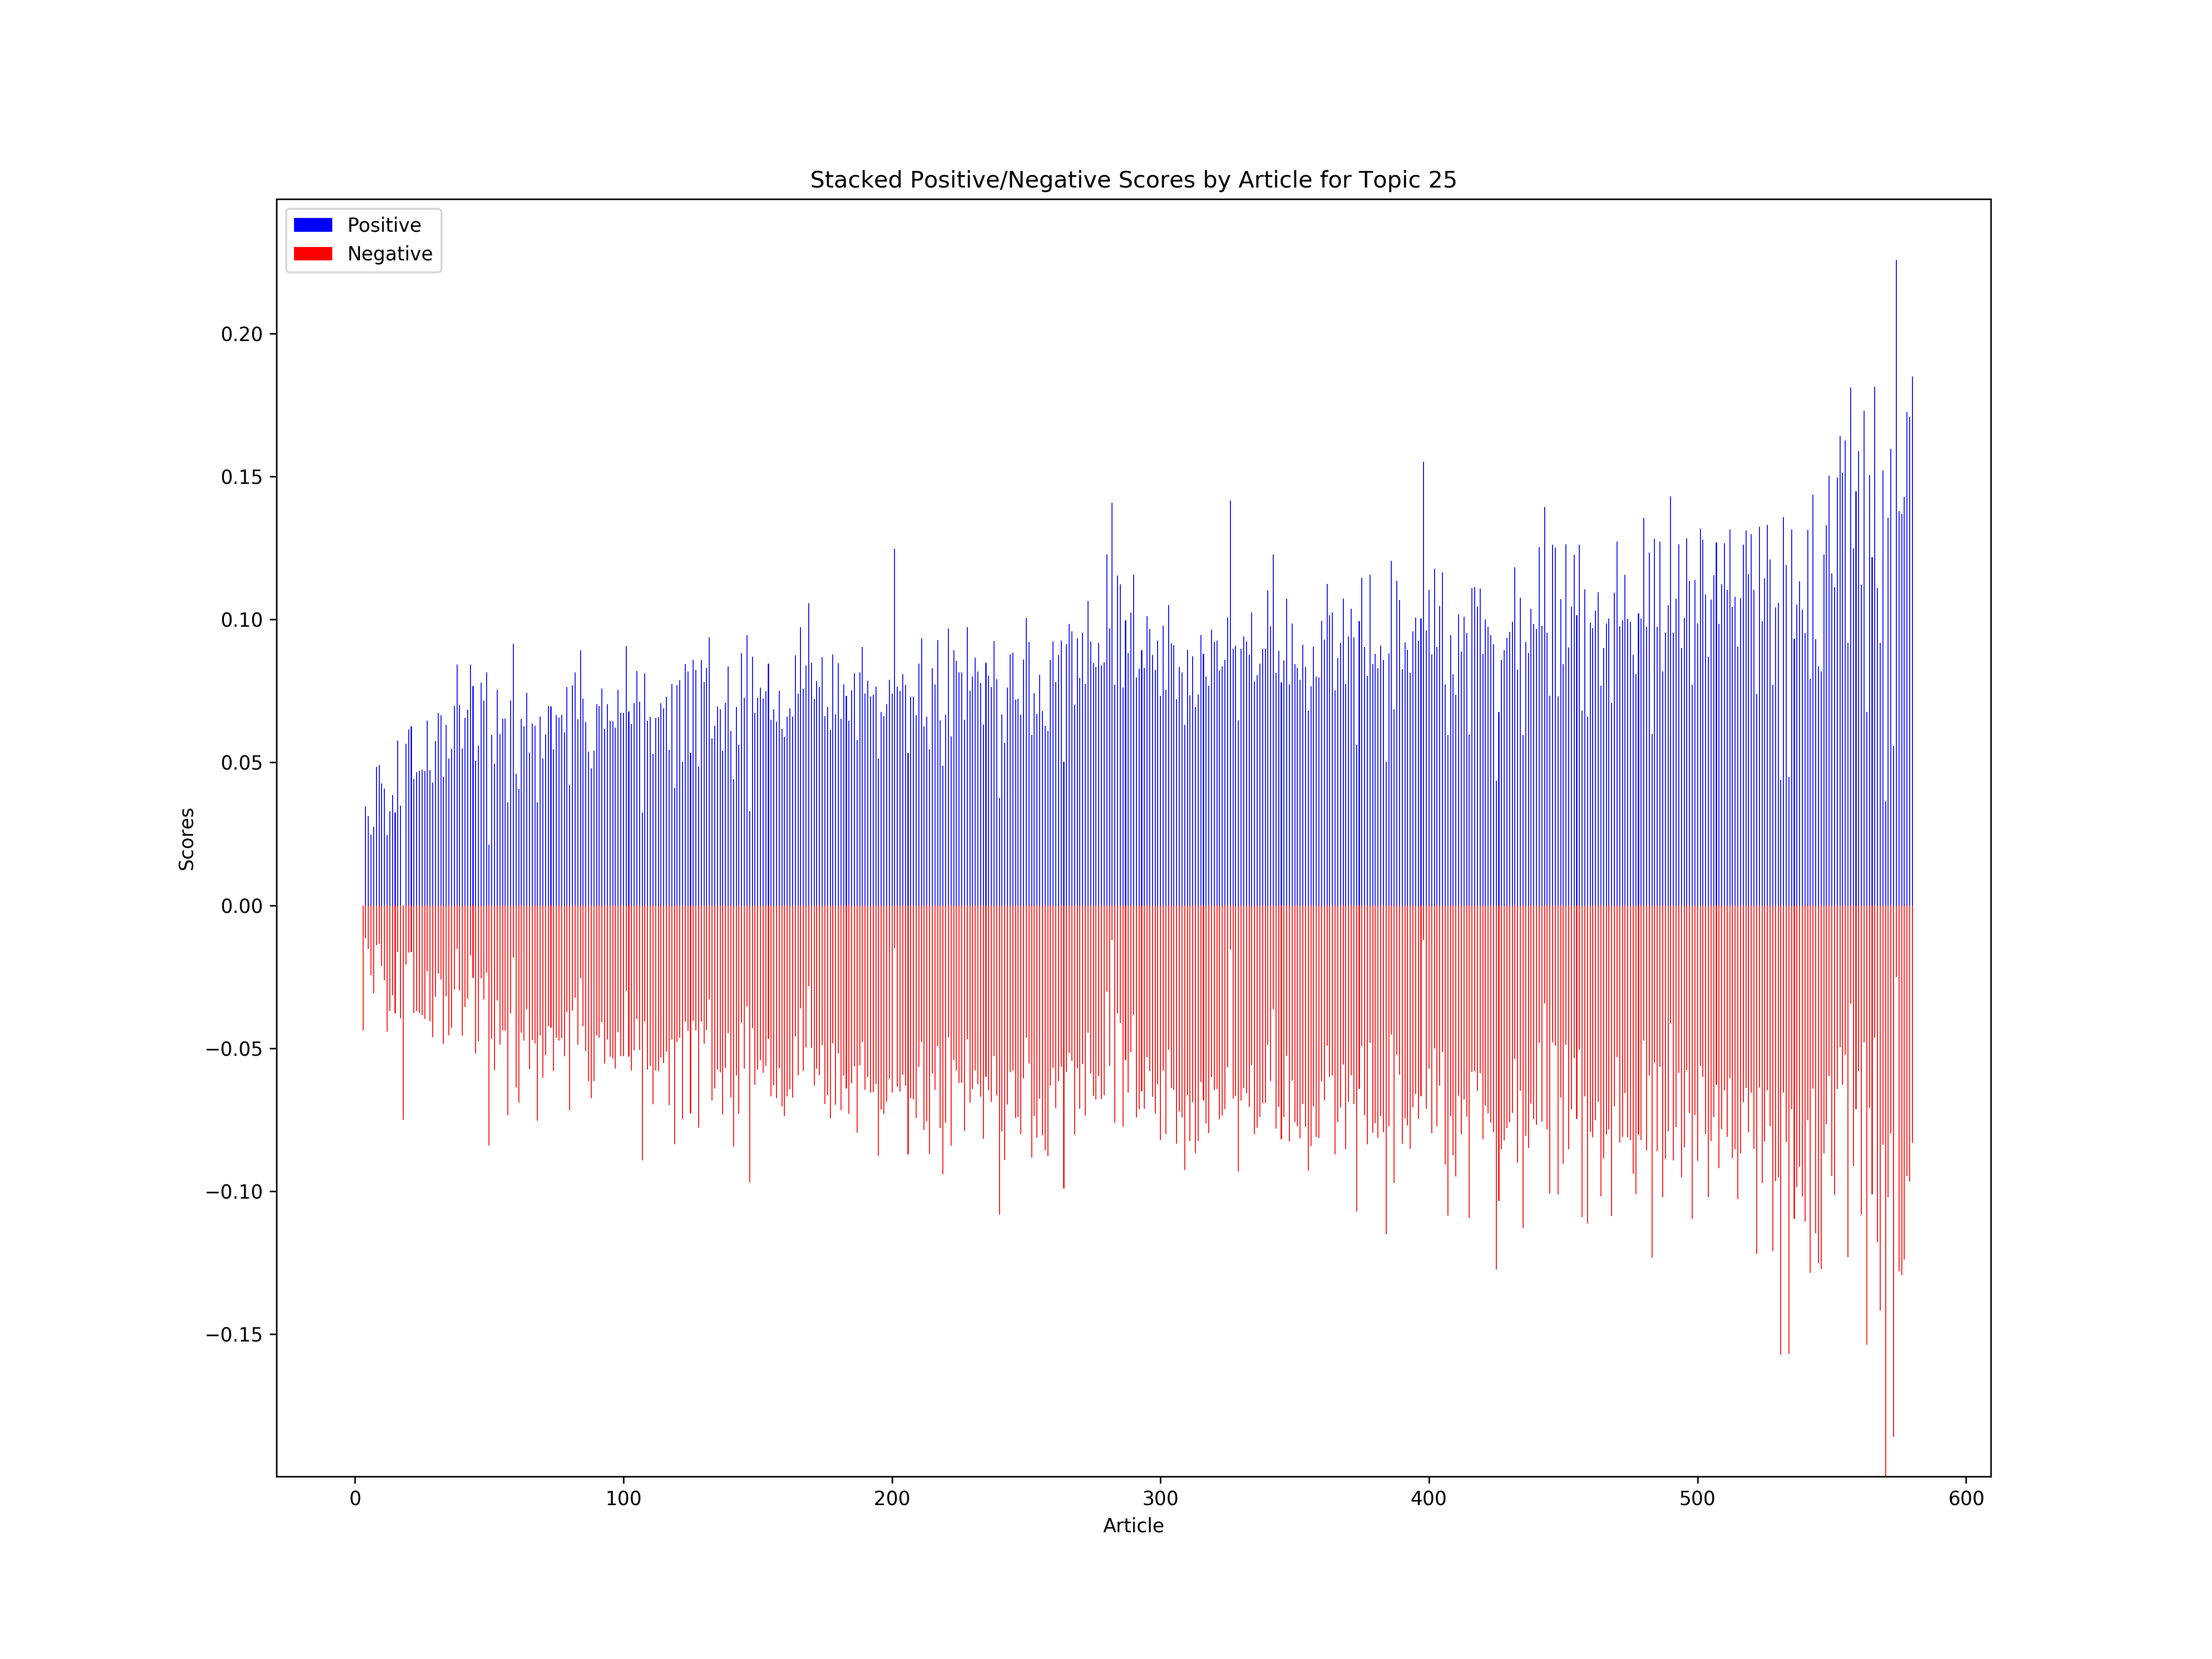 Stacked Positive/Negative Scores by Article for Topic 25
Positive
Negative
0.20
0.15
0.10
0.05
0.00
−0.05
−0.10
−0.15
Scores
0 100 200 300 400 500 600
Article